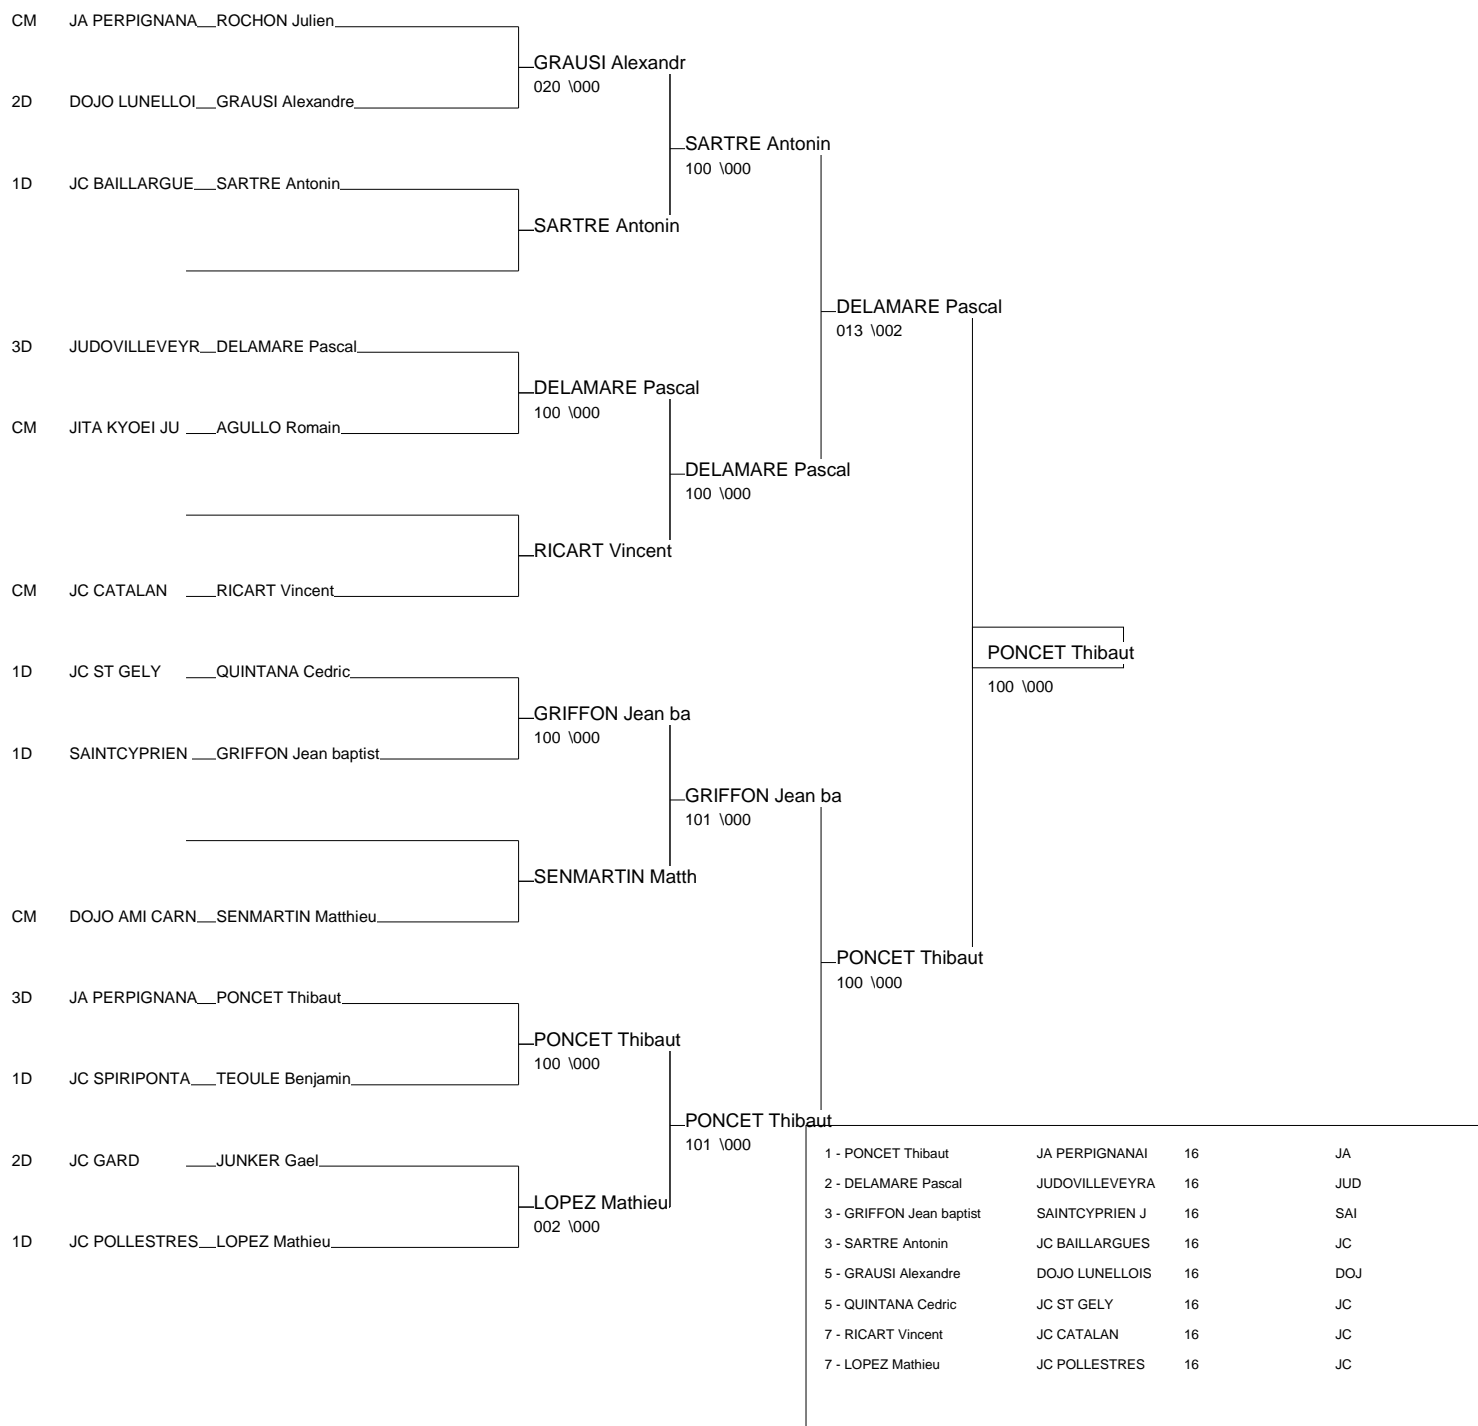 CM JA PERPIGNANA ROCHON Julien
GRAUSI Alexandr
020 \000
2D DOJO LUNELLOI GRAUSI Alexandre
SARTRE Antonin
100 \000
1D JC BAILLARGUE SARTRE Antonin
SARTRE Antonin
DELAMARE Pascal
013 \002
3D JUDOVILLEVEYR DELAMARE Pascal
DELAMARE Pascal
100 \000
CM JITA KYOEI JU AGULLO Romain
DELAMARE Pascal
100 \000
RICART Vincent
CM JC CATALAN RICART Vincent
PONCET Thibaut
100 \000
1D JC ST GELY QUINTANA Cedric
GRIFFON Jean ba
100 \000
1D SAINTCYPRIEN GRIFFON Jean baptist
GRIFFON Jean ba
101 \000
SENMARTIN Matth
CM DOJO AMI CARN SENMARTIN Matthieu
PONCET Thibaut
100 \000
3D JA PERPIGNANA PONCET Thibaut
PONCET Thibaut
100 \000
1D JC SPIRIPONTA TEOULE Benjamin
PONCET Thibaut
101 \000
2D JC GARD JUNKER Gael
LOPEZ Mathieu
002 \000
1D JC POLLESTRES LOPEZ Mathieu
1 - PONCET Thibaut JA PERPIGNANAI 16 JA
2 - DELAMARE Pascal JUDOVILLEVEYRA 16 JUD
3 - GRIFFON Jean baptist SAINTCYPRIEN J 16 SAI
3 - SARTRE Antonin JC BAILLARGUES 16 JC
5 - GRAUSI Alexandre DOJO LUNELLOIS 16 DOJ
5 - QUINTANA Cedric JC ST GELY 16 JC
7 - RICART Vincent JC CATALAN 16 JC
7 - LOPEZ Mathieu JC POLLESTRES 16 JC